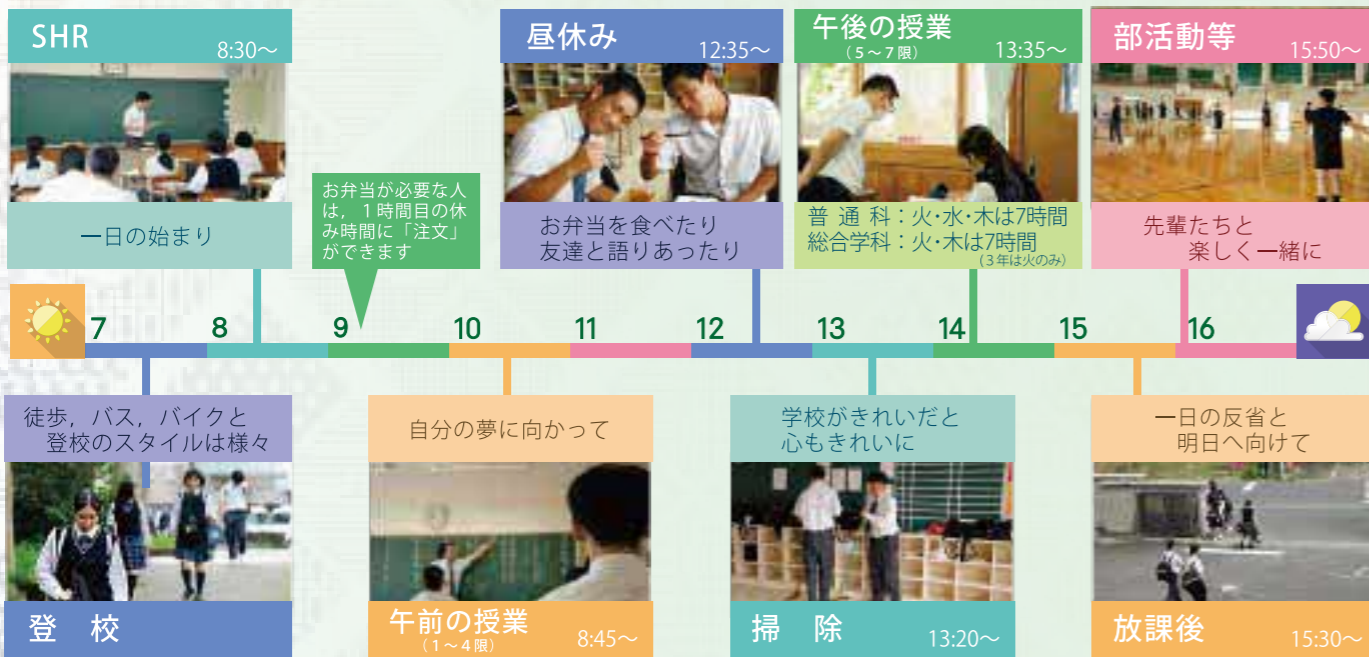 SHR 8:30～
一日の始まり
お弁当が必要な人
は，１時間目の休
み時間に「注文」
ができます
昼休み 12:35～
お弁当を食べたり
友達と語りあったり
午後の授業 13:35～
（５～７限）
普通科：火・水・木は7時間
総合学科：火・木は7時間
（３年は火のみ）
部活動等 15:50～
先輩たちと
楽しく一緒に
7 8 9 10 11 12 13 14 15 16
徒歩，バス，バイクと
登校のスタイルは様々
登 校
自分の夢に向かって
午前の授業 8:45～
（１～４限）
学校がきれいだと
心もきれいに
掃 除 13:20～
一日の反省と
明日へ向けて
放課後 15:30～